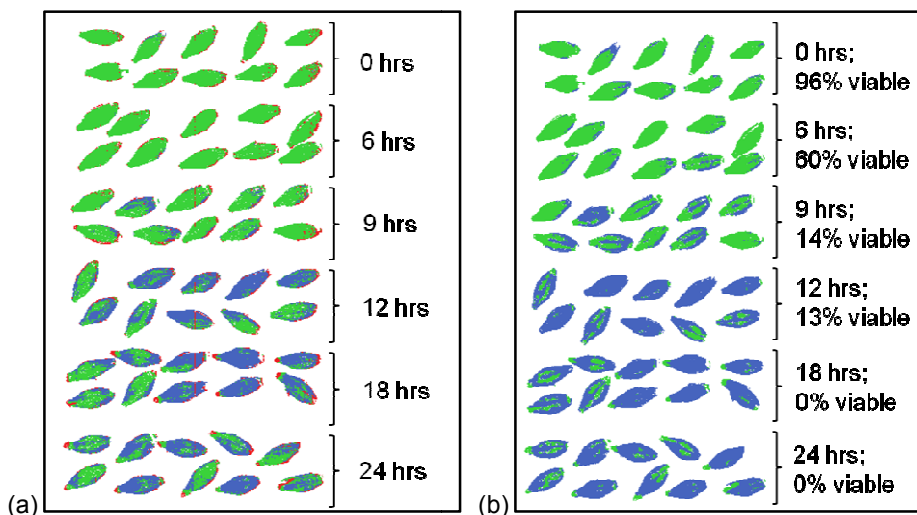 0 hrs
6 hrs
9 hrs
12 hrs
18 hrs
24 hrs
(a)
0 hrs;
96% viable
6 hrs;
60% viable
9 hrs;
14% viable
12 hrs;
13% viable
18 hrs;
0% viable
24 hrs;
0% viable
(b)